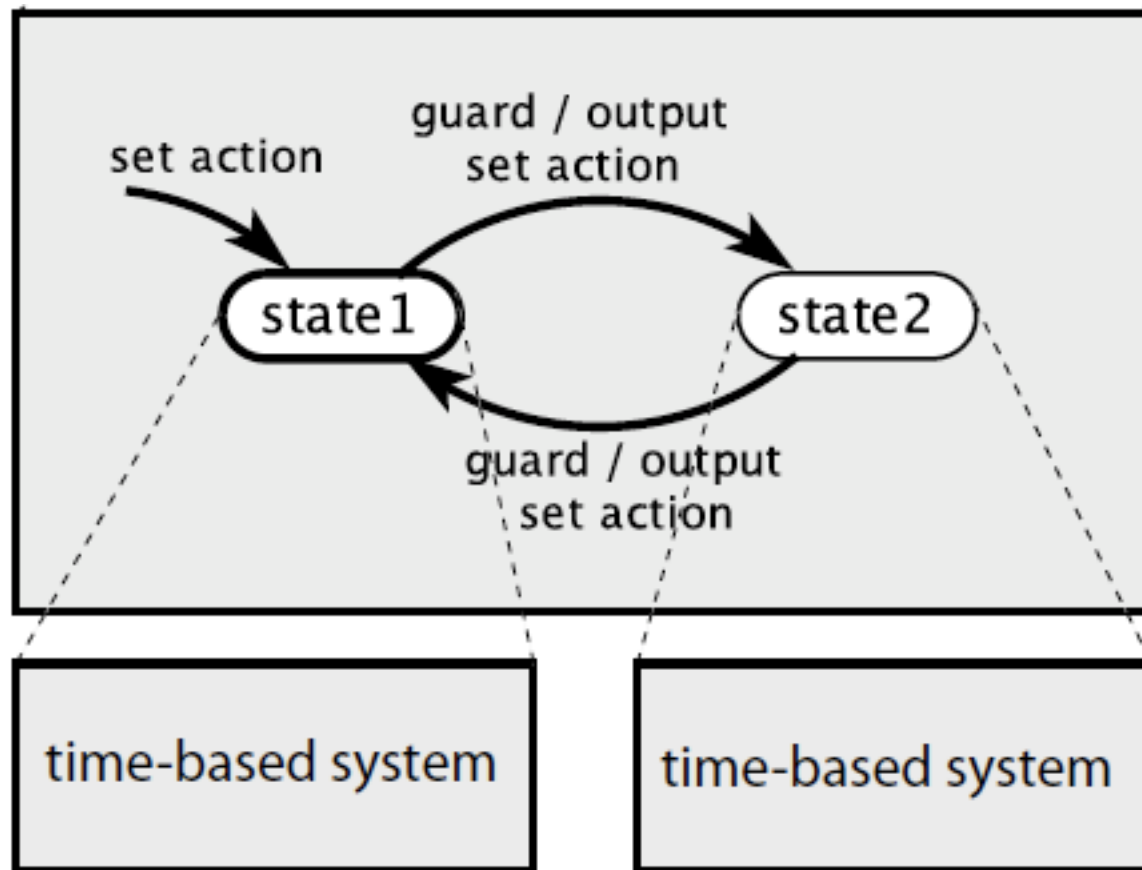 guard / output
set action
set action
state1
state2
guard / output
set action
time-based system
time-based system